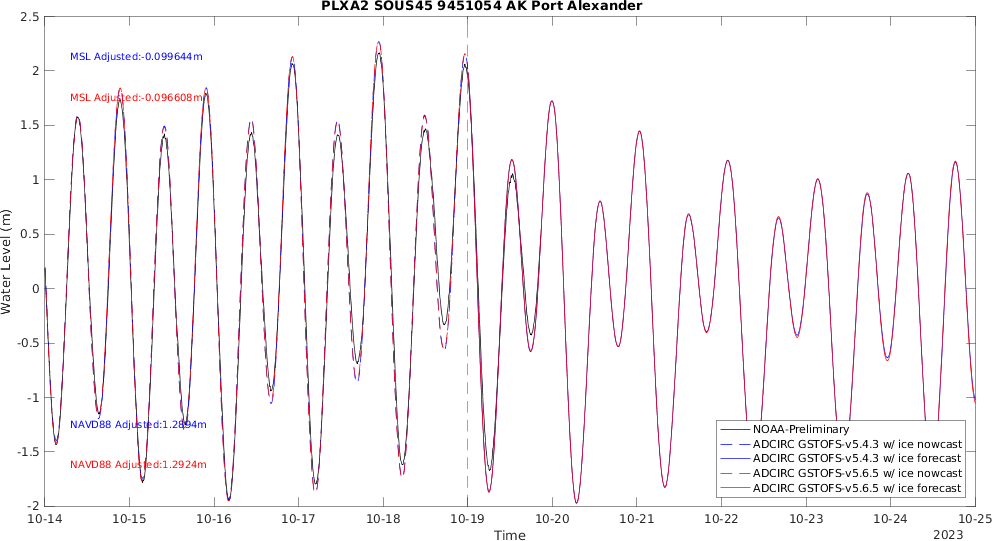 PLXA2 SOUS45 9451054 AK Port Alexander
2.5
2
1.5
1
0.5
0
-0.5
-1
-1.5
-2
Water Level (m)
MSL Adjusted:-0.099644m
MSL Adjusted:-0.096608m
NAVD88 Adjusted:1.2894m
NAVD88 Adjusted:1.2924m
NOAA-Preliminary
ADCIRC GSTOFS-v5.4.3 w/ ice nowcast
ADCIRC GSTOFS-v5.4.3 w/ ice forecast
ADCIRC GSTOFS-v5.6.5 w/ ice nowcast
ADCIRC GSTOFS-v5.6.5 w/ ice forecast
10-14 10-15 10-16 10-17 10-18 10-19 10-20 10-21 10-22 10-23 10-24 10-25
Time
2023